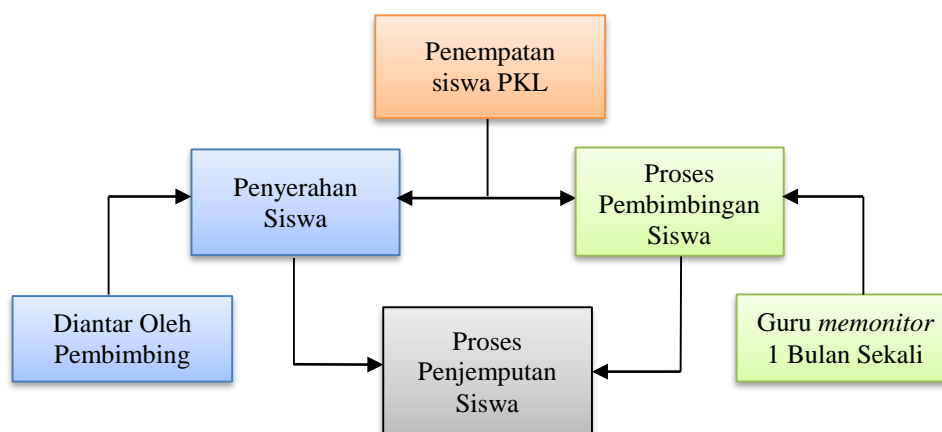 Penempatan
siswa PKL
Penyerahan
Siswa
Proses
Pembimbingan
Siswa
Diantar Oleh
Pembimbing
Proses
Penjemputan
Siswa
Guru memonitor
1 Bulan Sekali